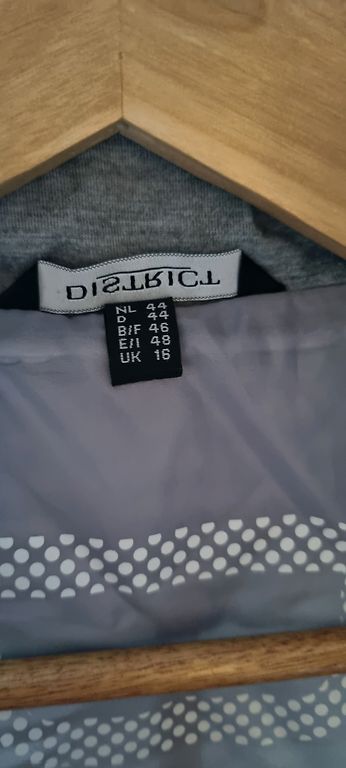 DISTRICT
NL 44
D 44
B/F 46
E/I 48
UK 16